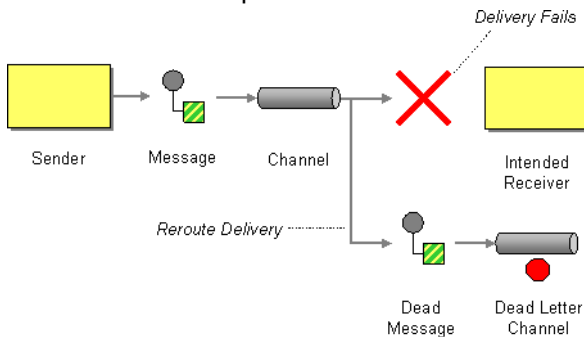 Delivery Fails
Sender
Message
Channel
Intended
Receiver
Reroute Delivery
Dead
Message
Dead Letter
Channel